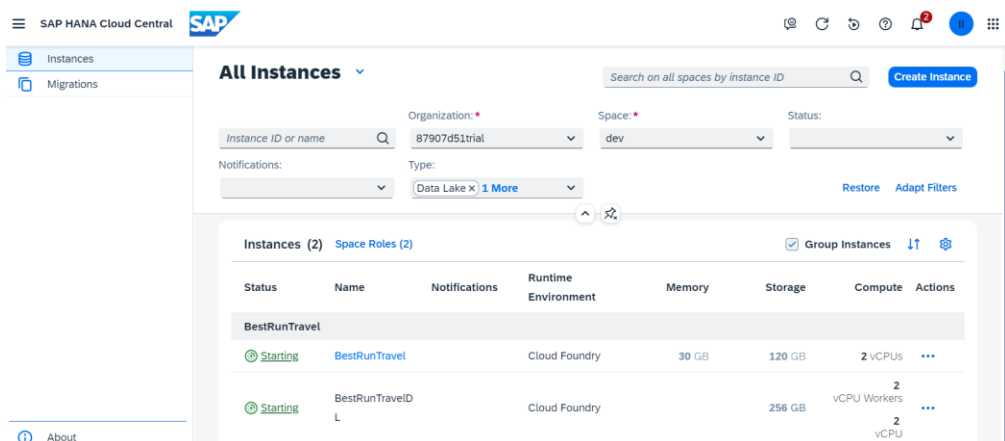 SAP HANA Cloud Central
SAP
2
II
Instances
Migrations
All Instances
Search on all spaces by instance ID
Create Instance
Organization:*
Space:*
Status:
Instance ID or name
87907d51trial
dev
Notifications:
Type:
Data Lake × 1 More
Restore
Adapt Filters
Instances (2)
Space Roles (2)
Group Instances
Status
Name
Notifications
Runtime
Environment
Memory
Storage
Compute
Actions
BestRunTravel
Starting
BestRunTravel
Cloud Foundry
30 GB
120 GB
2 vCPUs
...
Starting
BestRunTravelD
L
Cloud Foundry
256 GB
2
vCPU Workers
2
vCPU
...
About